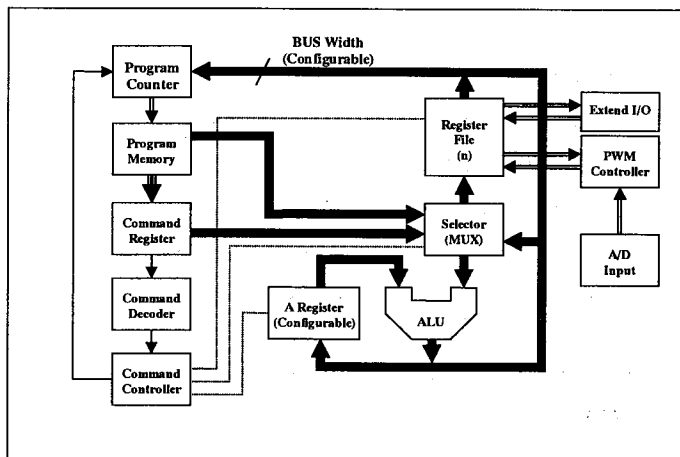 BUS Width
(Configurable)
Program
Counter
Program
Memory
Command
Register
Command
Decoder
Command
Controller
Register
File
(n)
Selector
(MUX)
A Register
(Configurable)
ALU
Extend I/O
PWM
Controller
A/D
Input